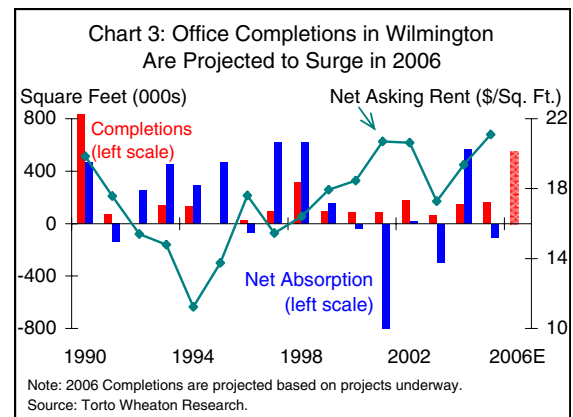 Chart 3: Office Completions in Wilmington
Are Projected to Surge in 2006
Square Feet (000s)
Net Asking Rent ($/Sq. Ft.)
800
400
0
-400
-800
22
18
14
10
Completions
(left scale)
Net Absorption
(left scale)
1990
1994
1998
2002
2006E
Note: 2006 Completions are projected based on projects underway.
Source: Torto Wheaton Research.